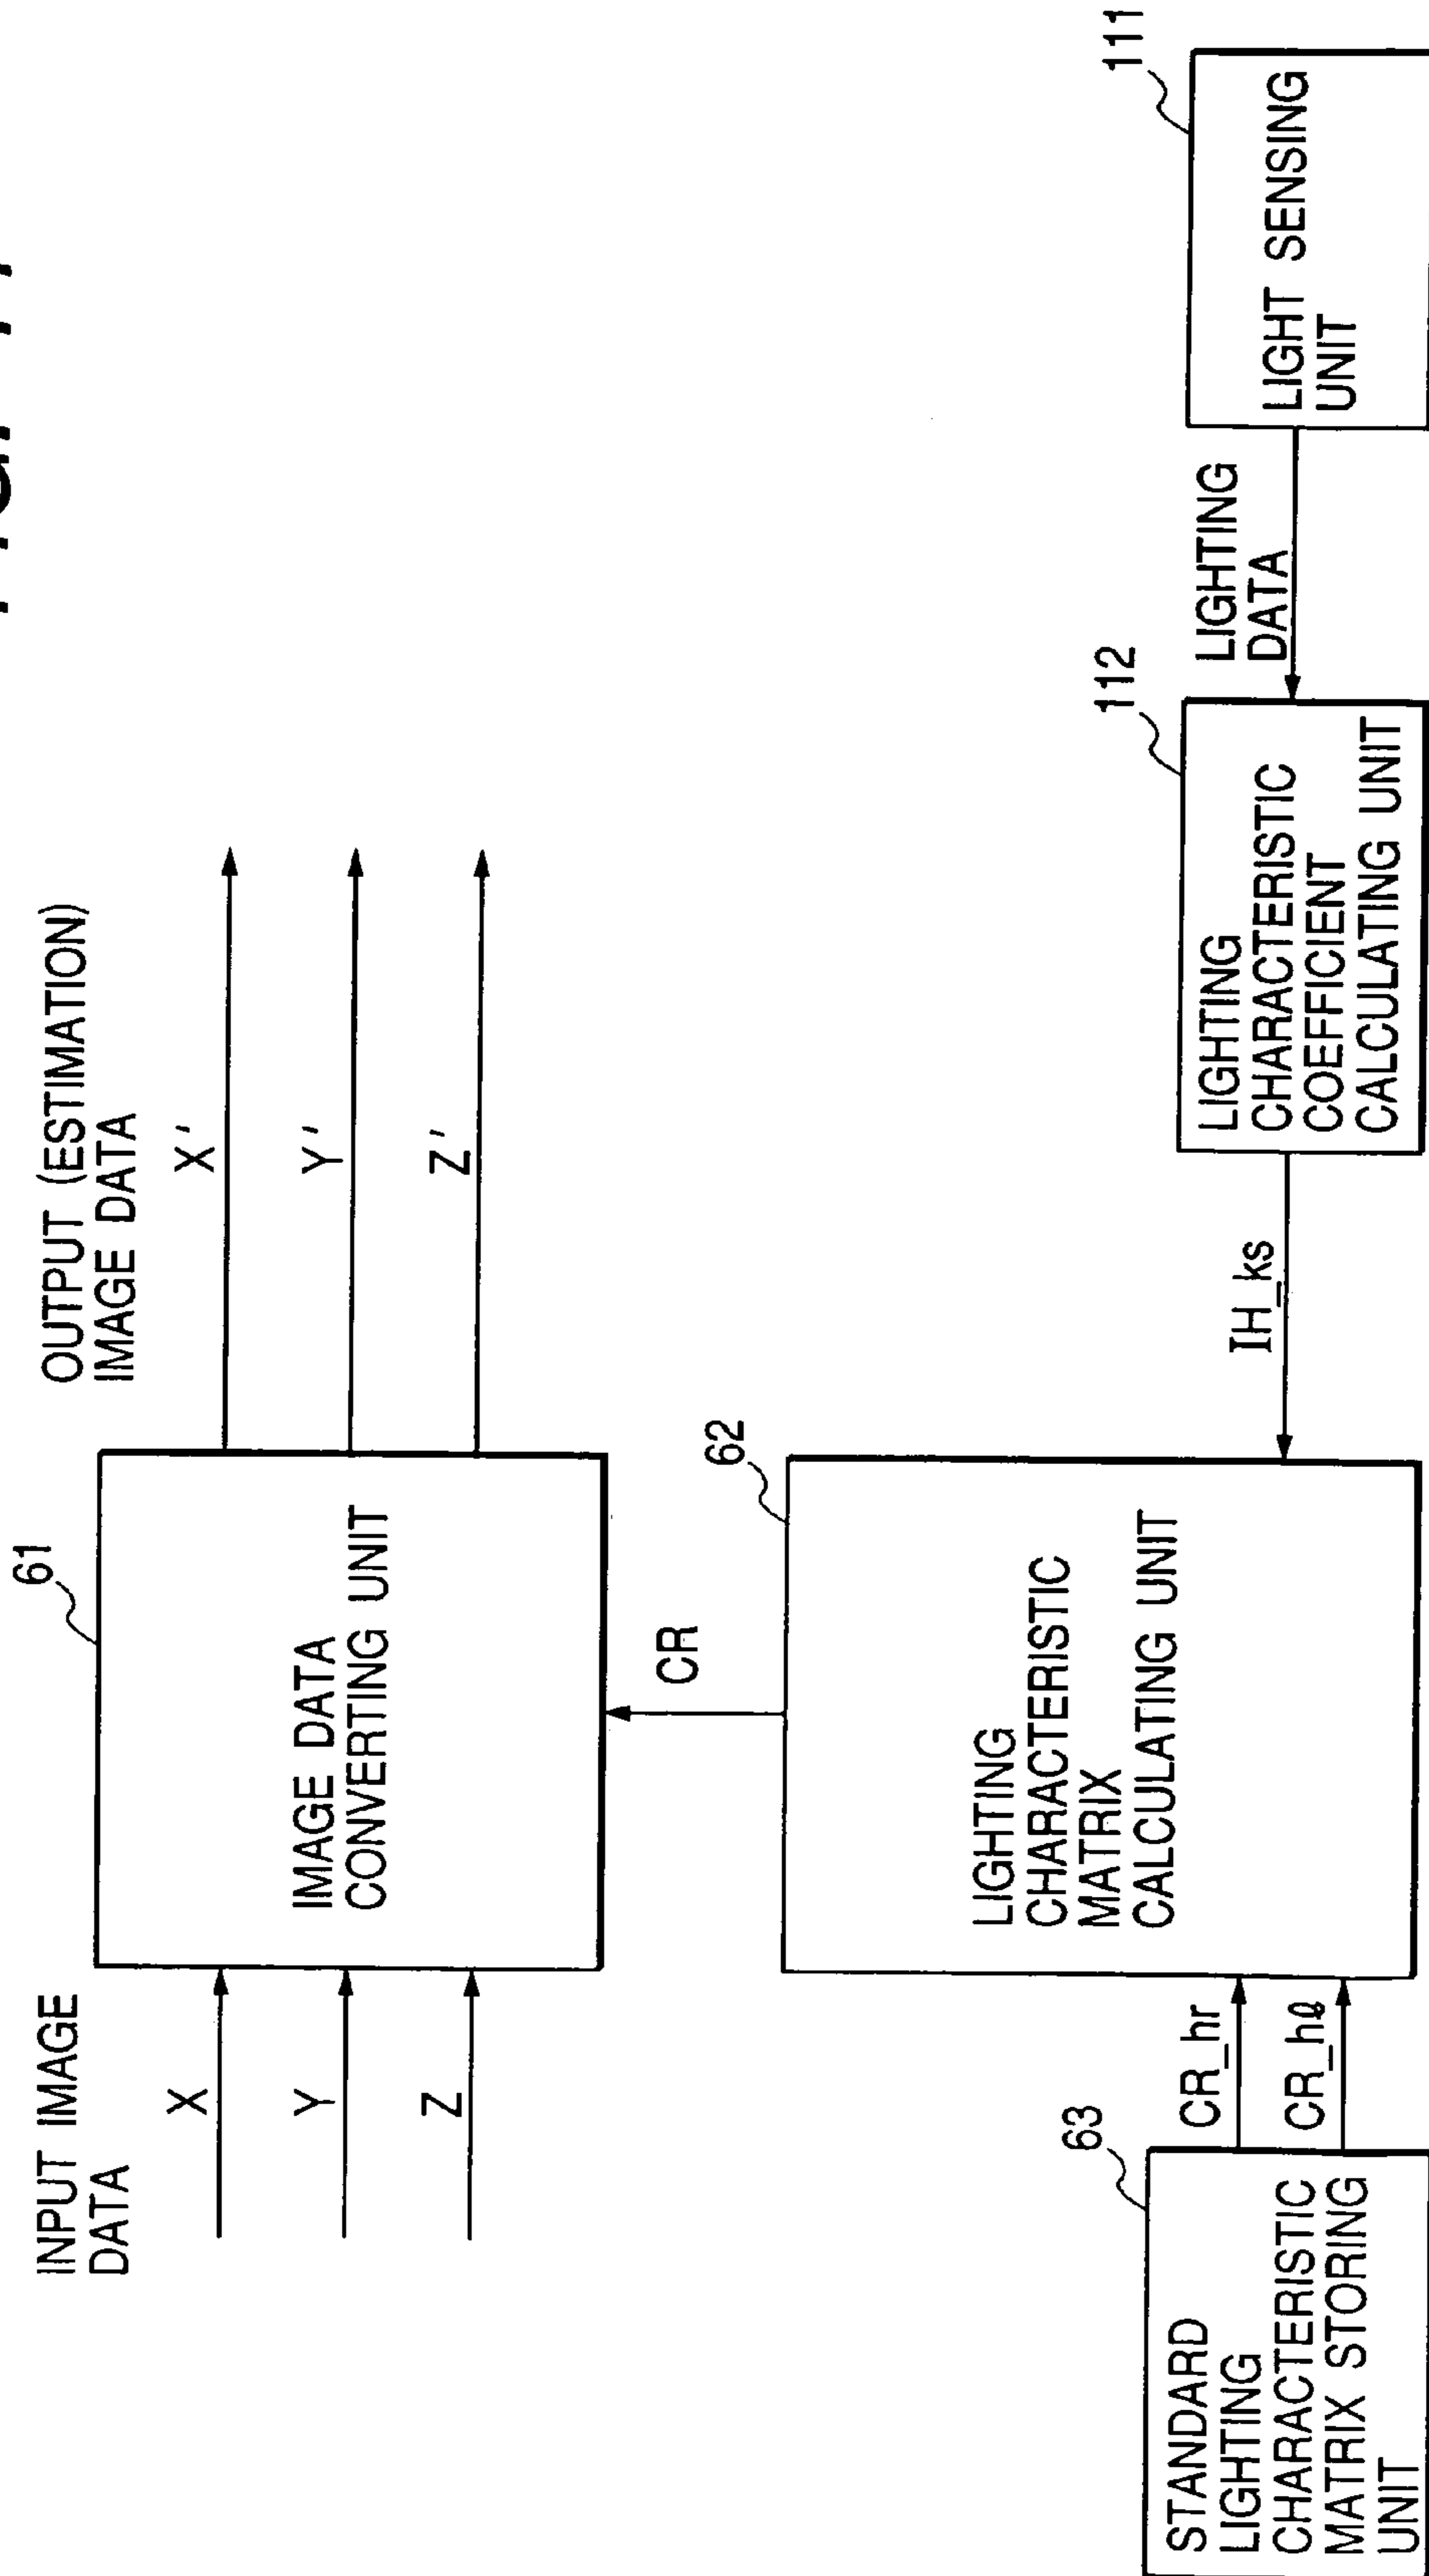 INPUT IMAGE
DATA
X
Y
Z
61
IMAGE DATA
CONVERTING UNIT
OUTPUT (ESTIMATION)
IMAGE DATA
X'
Y'
Z'
CR
62
LIGHTING
CHARACTERISTIC
MATRIX
CALCULATING UNIT
63
STANDARD
LIGHTING
CHARACTERISTIC
MATRIX STORING
UNIT
CR_hr
CR_hℓ
IH_ks
112
LIGHTING
CHARACTERISTIC
COEFFICIENT
CALCULATING UNIT
LIGHTING
DATA
111
LIGHT SENSING
UNIT